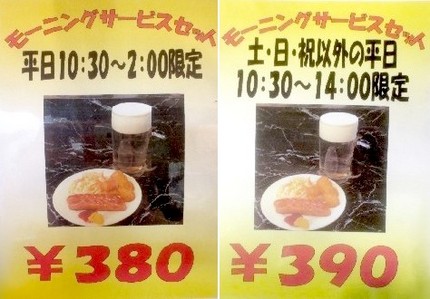 モーニングサービスセット
平日10:30～2:00限定
￥380
モーニングサービスセット
土・日・祝以外の平日
10:30～14:00限定
￥390